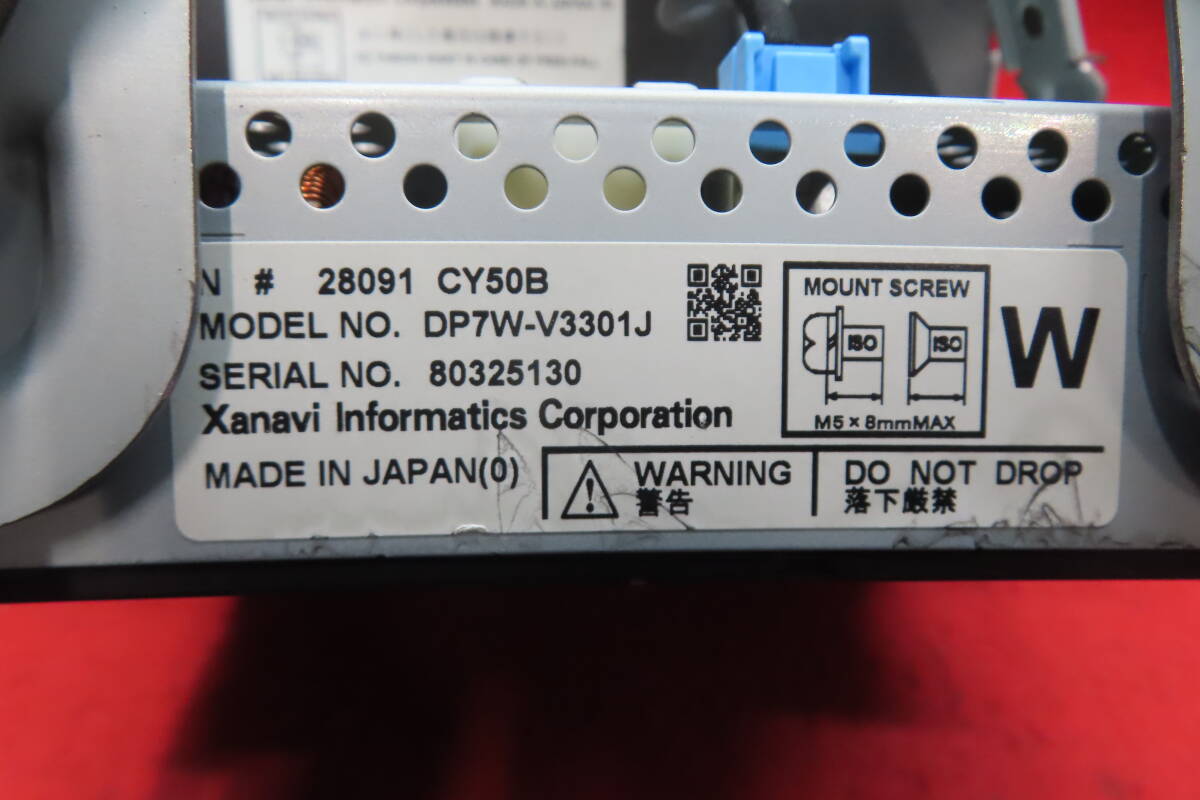 N # 28091 CY50B
MODEL NO. DP7W-V3301J
SERIAL NO. 80325130
Xanavi Informatics Corporation
MADE IN JAPAN(0)
WARNING
警告
DO NOT DROP
落下厳禁
MOUNT SCREW
ISO ISO
M5×8mmMAX
W